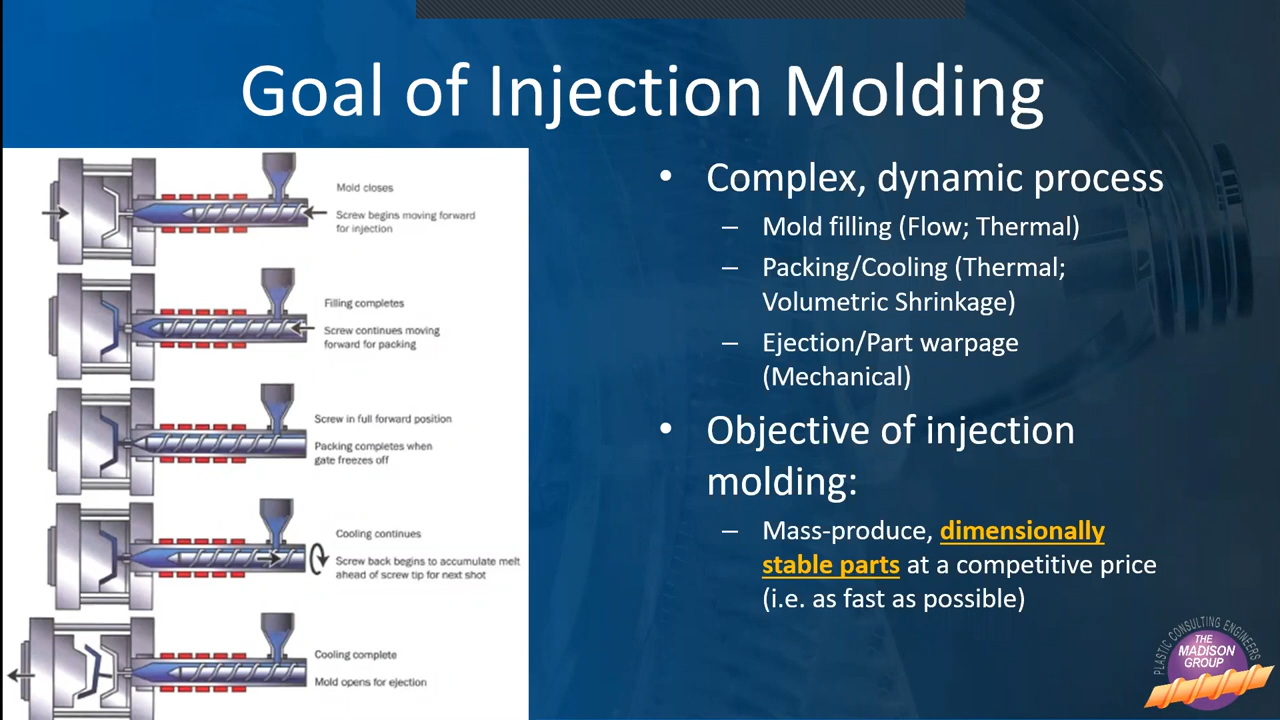 Goal of Injection Molding
Mold closes
Screw begins moving forward
for injection
Filling completes
Screw continues moving
forward for packing
Screw in full forward position
Packing completes when
gate freezes off
Cooling continues
Screw back begins to accumulate melt
ahead of screw tip for next shot
Cooling complete
Mold opens for ejection
• Complex, dynamic process
– Mold filling (Flow; Thermal)
– Packing/Cooling (Thermal;
Volumetric Shrinkage)
– Ejection/Part warpage
(Mechanical)
• Objective of injection
molding:
– Mass-produce, dimensionally
stable parts at a competitive price
(i.e. as fast as possible)
PLASTIC CONSULTING ENGINEERS
THE
MADISON
GROUP